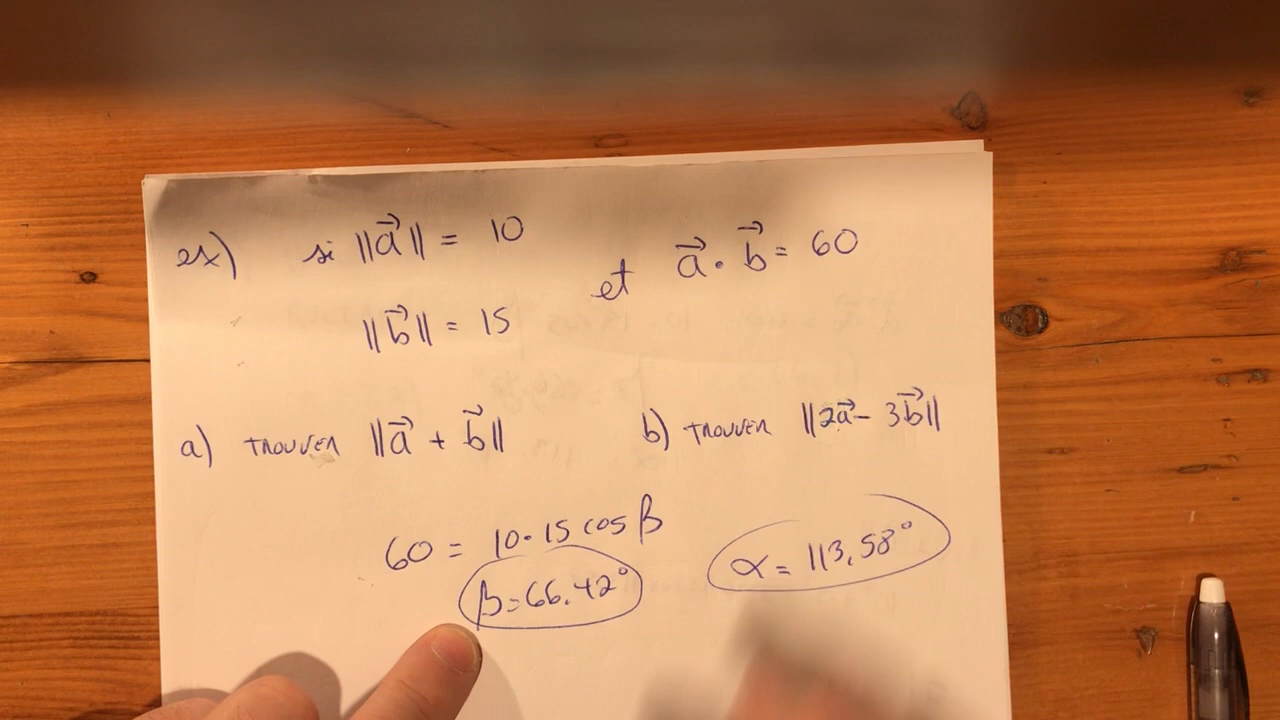 ex) si ||a⃗|| = 10 et a⃗ · b⃗ = 60
||b⃗|| = 15
a) TROUVER ||a⃗ + b⃗|| b) TROUVER ||2a⃗ - 3b⃗||
60 = 10·15 cos β
β = 66.42° α = 113,58°